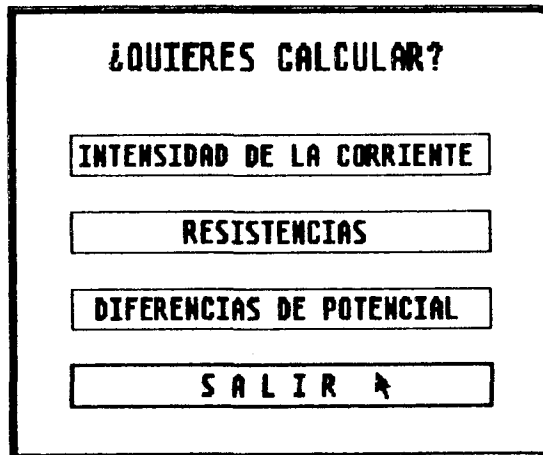 ¿QUIERES CALCULAR?
INTENSIDAD DE LA CORRIENTE
RESISTENCIAS
DIFERENCIAS DE POTENCIAL
S A L I R